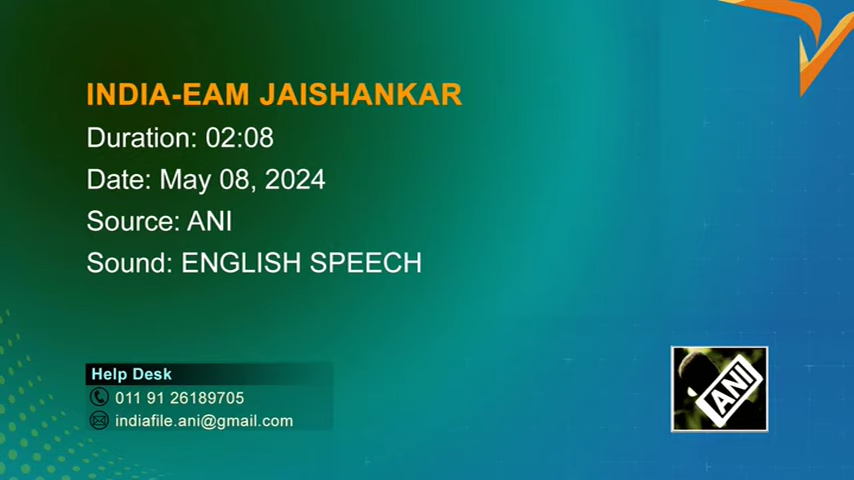 INDIA-EAM JAISHANKAR
Duration: 02:08
Date: May 08, 2024
Source: ANI
Sound: ENGLISH SPEECH
Help Desk
011 91 26189705
indiafile.ani@gmail.com
ANI